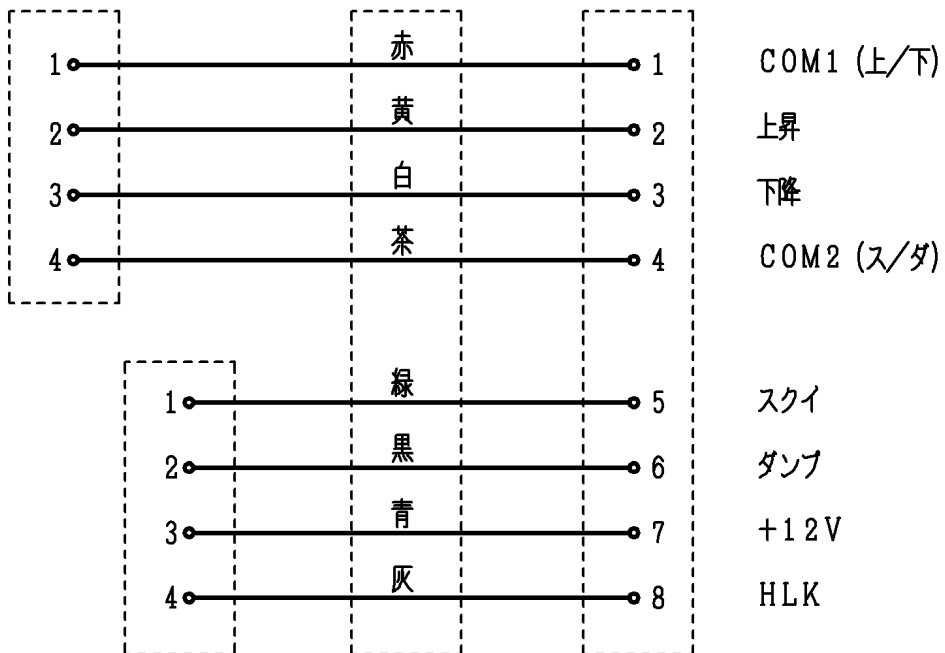 1 赤 1 COM1 (上/下)
2 黄 2 上昇
3 白 3 下降
4 茶 4 COM2 (ス/ダ)
1 緑 5 スクイ
2 黒 6 ダンプ
3 青 7 +12V
4 灰 8 HLK